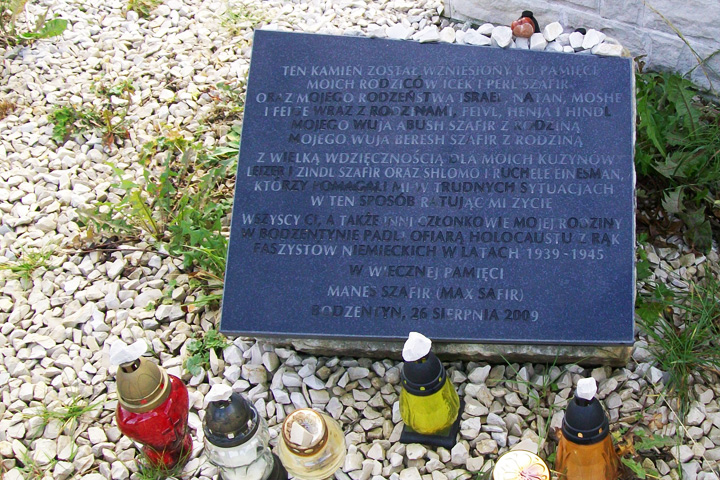 TEN KAMIEŃ ZOSTAŁ WZNIESIONY KU PAMIĘCI
MOICH RODZICÓW ICEK I PERL SZAFIR
ORAZ MOJEGO RODZEŃSTWA ISRAEL, NATAN, MOSHE
I FEIGE WRAZ Z RODZINAMI, FEIVL, HENJA I HINDL
MOJEGO WUJA ABUSH SZAFIR Z RODZINĄ
MOJEGO WUJA BERESH SZAFIR Z RODZINĄ
Z WIELKĄ WDZIĘCZNOŚCIĄ DLA MOICH KUZYNÓW
LEJZER I ZINDL SZAFIR ORAZ SHLOMO I RUCHELE EINESMAN,
KTÓRZY POMAGALI MI W TRUDNYCH SYTUACJACH
W TEN SPOSÓB RATUJĄC MI ŻYCIE
WSZYSCY CI, A TAKŻE INNI CZŁONKOWIE MOJEJ RODZINY
W BODZENTYNIE PADLI OFIARĄ HOLOCAUSTU Z RĄK
FASZYSTÓW NIEMIECKICH W LATACH 1939-1945
W WIECZNEJ PAMIĘCI
MANES SZAFIR (MAX SAFIR)
BODZENTYN, 26 SIERPNIA 2009